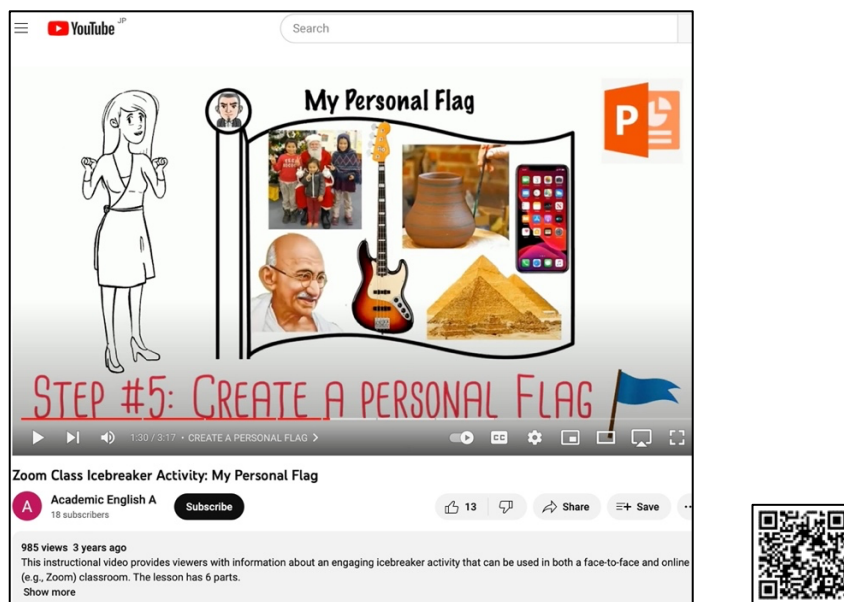 YouTube JP
Search
My Personal Flag
P
STEP #5: CREATE A PERSONAL FLAG
1:30 / 3:17 • CREATE A PERSONAL FLAG >
CC
Zoom Class Icebreaker Activity: My Personal Flag
A
Academic English A
18 subscribers
Subscribe
13
Share
Save
985 views 3 years ago
This instructional video provides viewers with information about an engaging icebreaker activity that can be used in both a face-to-face and online
(e.g., Zoom) classroom. The lesson has 6 parts.
Show more